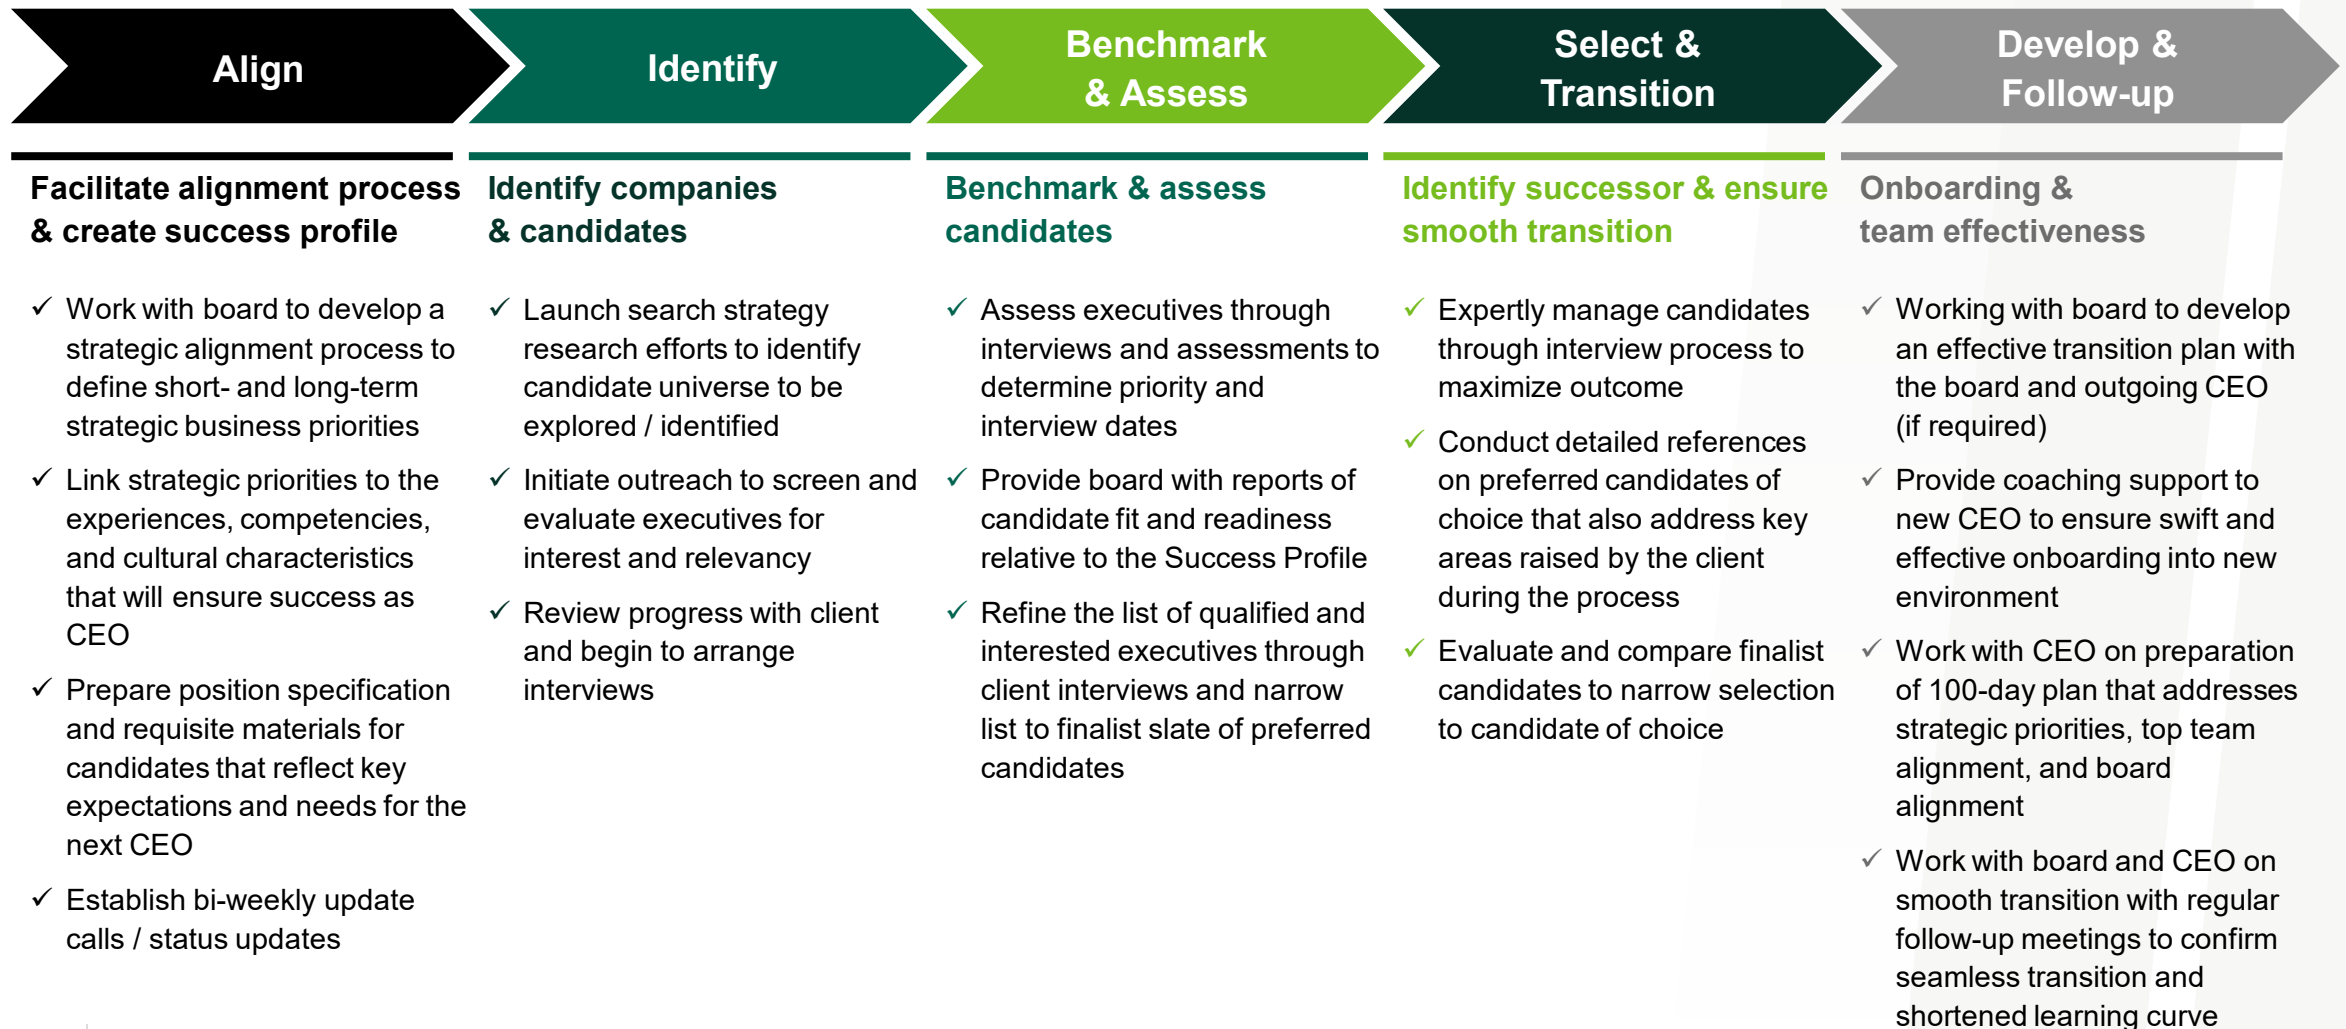 Align
Identify
Benchmark
& Assess
Select &
Transition
Develop &
Follow-up
Facilitate alignment process
& create success profile
✓ Work with board to develop a
strategic alignment process to
define short- and long-term
strategic business priorities
✓ Link strategic priorities to the
experiences, competencies,
and cultural characteristics
that will ensure success as
CEO
✓ Prepare position specification
and requisite materials for
candidates that reflect key
expectations and needs for the
next CEO
✓ Establish bi-weekly update
calls / status updates
Identify companies
& candidates
✓ Launch search strategy
research efforts to identify
candidate universe to be
explored / identified
✓ Initiate outreach to screen and
evaluate executives for
interest and relevancy
✓ Review progress with client
and begin to arrange
interviews
Benchmark & assess
candidates
✓ Assess executives through
interviews and assessments to
determine priority and
interview dates
✓ Provide board with reports of
candidate fit and readiness
relative to the Success Profile
✓ Refine the list of qualified and
interested executives through
client interviews and narrow
list to finalist slate of preferred
candidates
Identify successor & ensure
smooth transition
✓ Expertly manage candidates
through interview process to
maximize outcome
✓ Conduct detailed references
on preferred candidates of
choice that also address key
areas raised by the client
during the process
✓ Evaluate and compare finalist
candidates to narrow selection
to candidate of choice
Onboarding &
team effectiveness
✓ Working with board to develop
an effective transition plan with
the board and outgoing CEO
(if required)
✓ Provide coaching support to
new CEO to ensure swift and
effective onboarding into new
environment
✓ Work with CEO on preparation
of 100-day plan that addresses
strategic priorities, top team
alignment, and board
alignment
✓ Work with board and CEO on
smooth transition with regular
follow-up meetings to confirm
seamless transition and
shortened learning curve